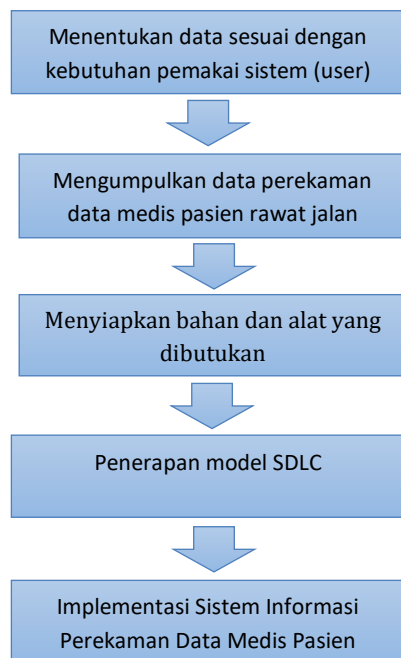 Menentukan data sesuai dengan
kebutuhan pemakai sistem (user)
Mengumpulkan data perekaman
data medis pasien rawat jalan
Menyiapkan bahan dan alat yang
dibutukan
Penerapan model SDLC
Implementasi Sistem Informasi
Perekaman Data Medis Pasien